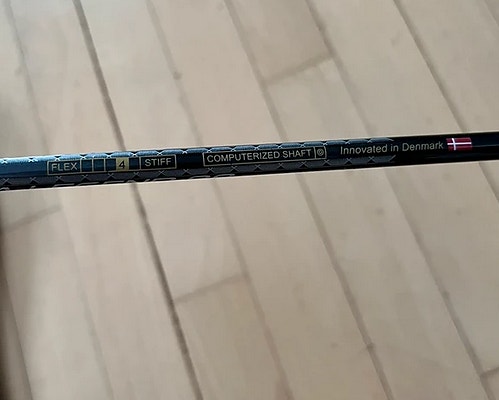 FLEX 4 STIFF COMPUTERIZED SHAFT Innovated in Denmark